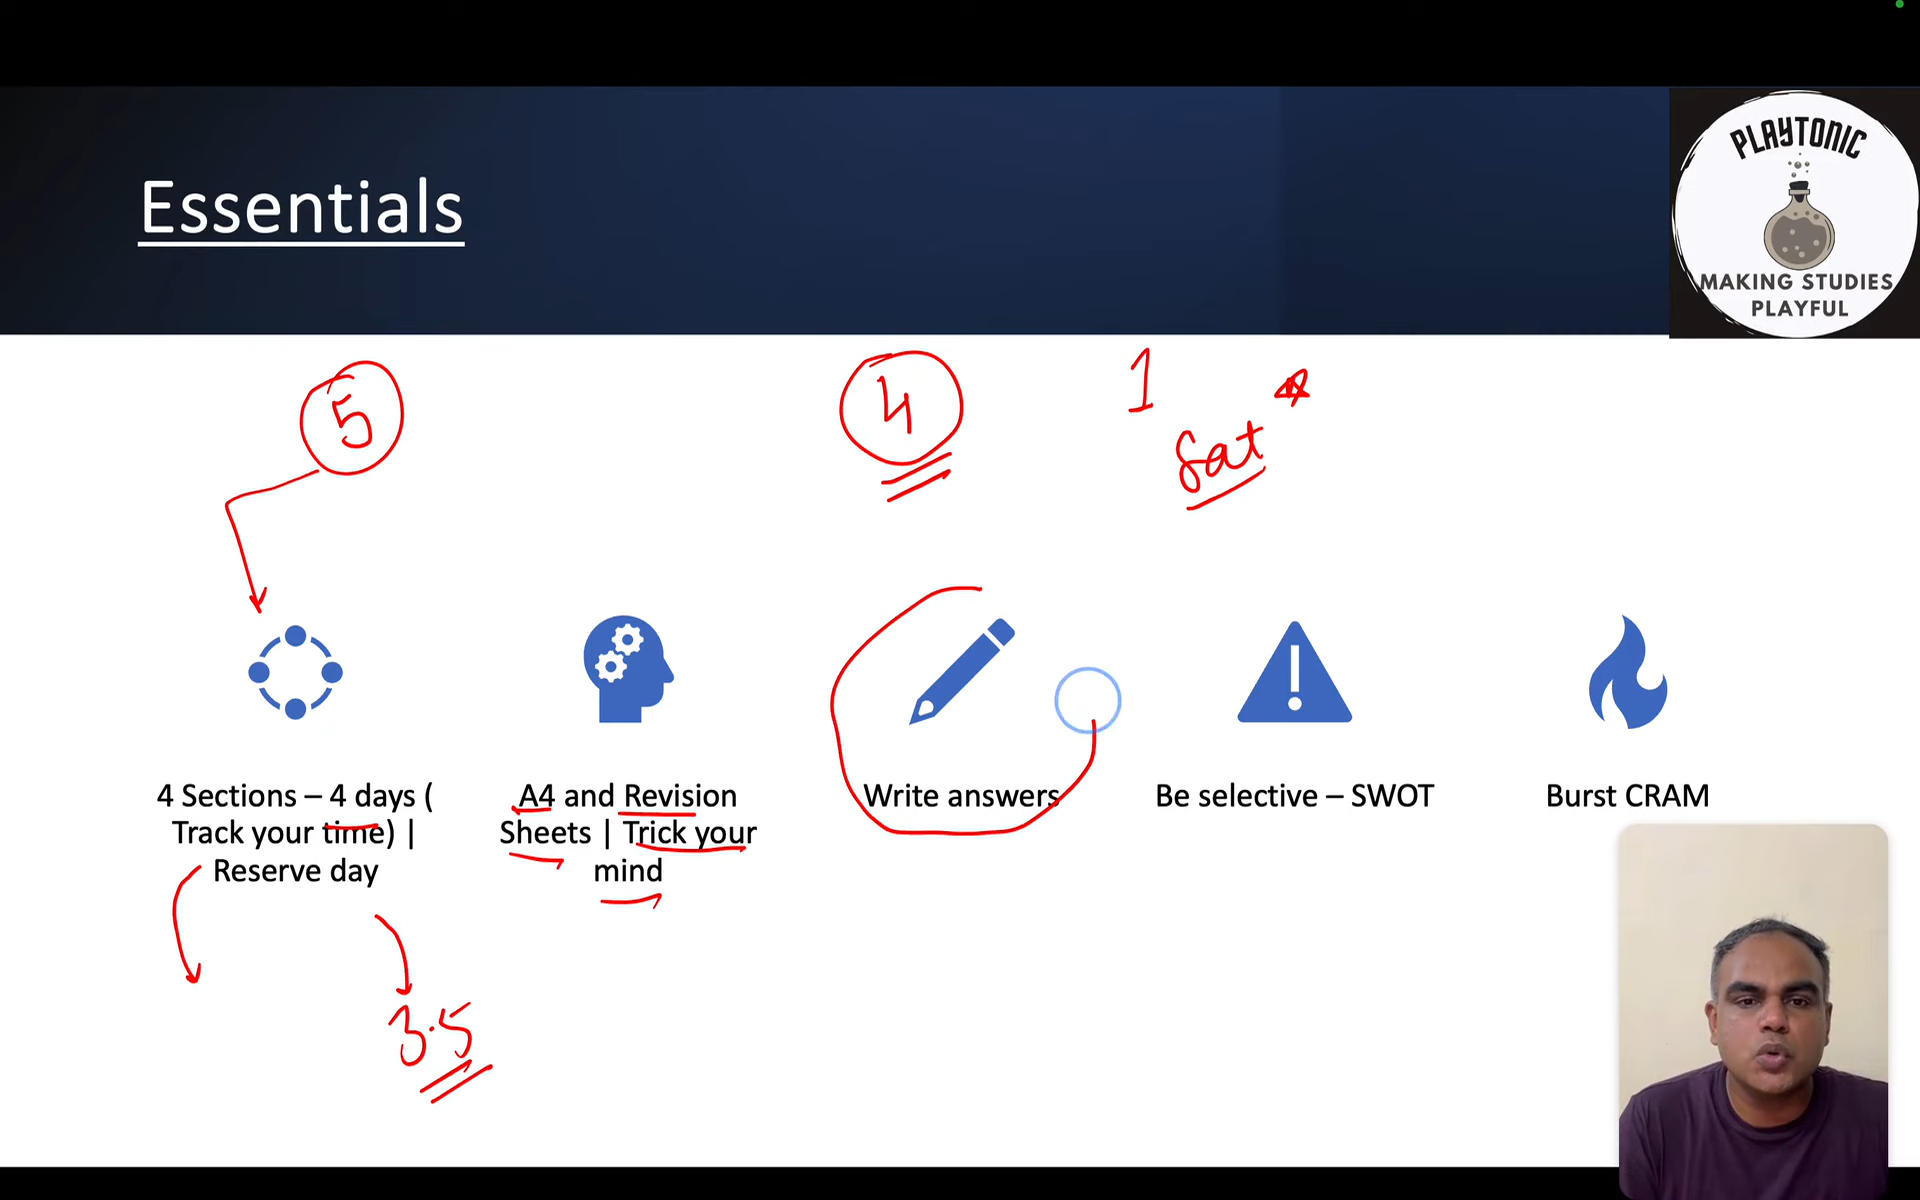 PLAYTONIC
MAKING STUDIES
PLAYFUL
Essentials
5
4
1
Sat
4 Sections – 4 days (
Track your time) |
Reserve day
A4 and Revision
Sheets | Trick your
mind
Write answers
Be selective – SWOT
Burst CRAM
3.5